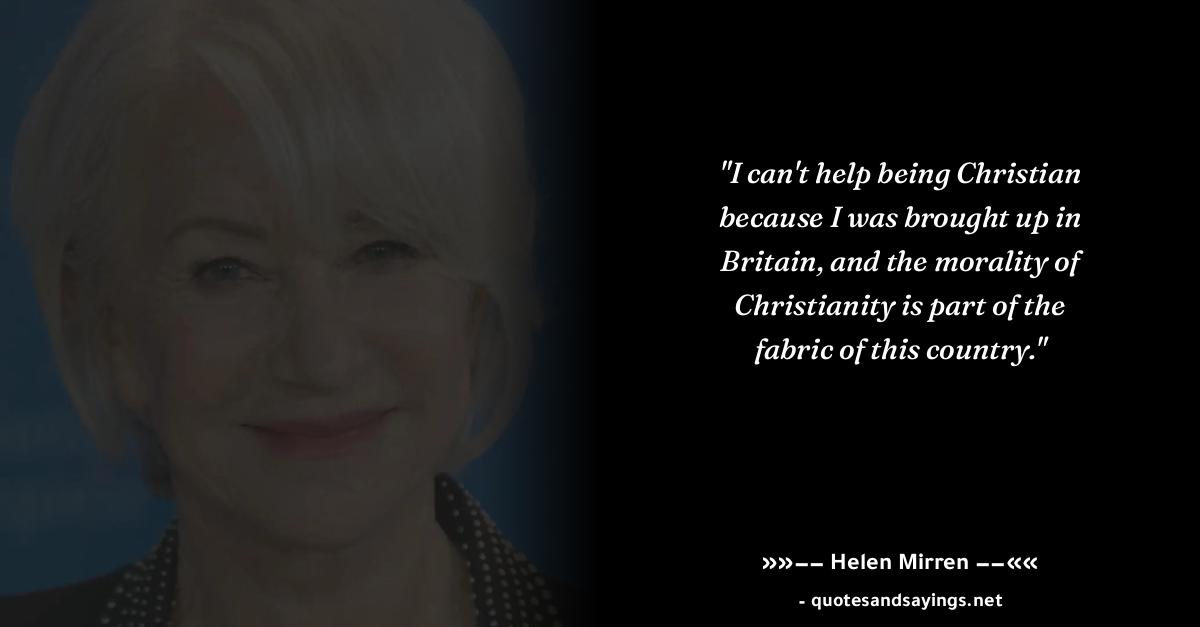 "I can't help being Christian
because I was brought up in
Britain, and the morality of
Christianity is part of the
fabric of this country."
»»−− Helen Mirren −−««
- quotesandsayings.net